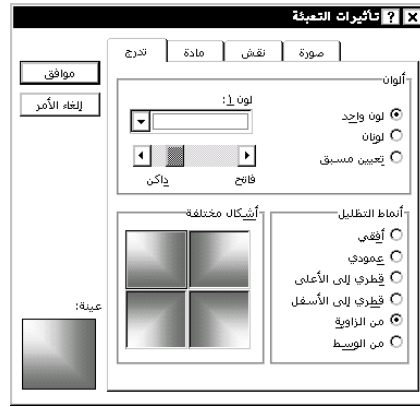 تأثيرات التعبئة
تدرج
مادة
نقش
صورة
موافق
إلغاء الأمر
ألوان
لون واحد
لونان
تعيين مسبق
لون 1:
داكن
فاتح
أنماط التظليل
أفقي
عمودي
قطري إلى الأعلى
قطري إلى الأسفل
من الزاوية
من الوسط
أشكال مختلفة
عينة: